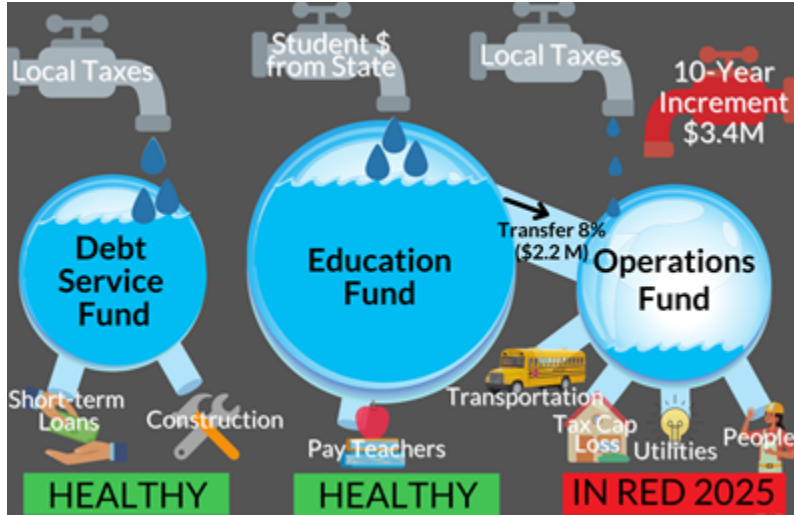 Local Taxes
Student $
from State
Local Taxes
10-Year
Increment
$3.4M
Debt
Service
Fund
Education
Fund
Transfer 8%
($2.2 M)
Operations
Fund
Short-term
Loans
Construction
Pay Teachers
Transportation
Tax Cap
Loss
Utilities
People
HEALTHY
HEALTHY
IN RED 2025